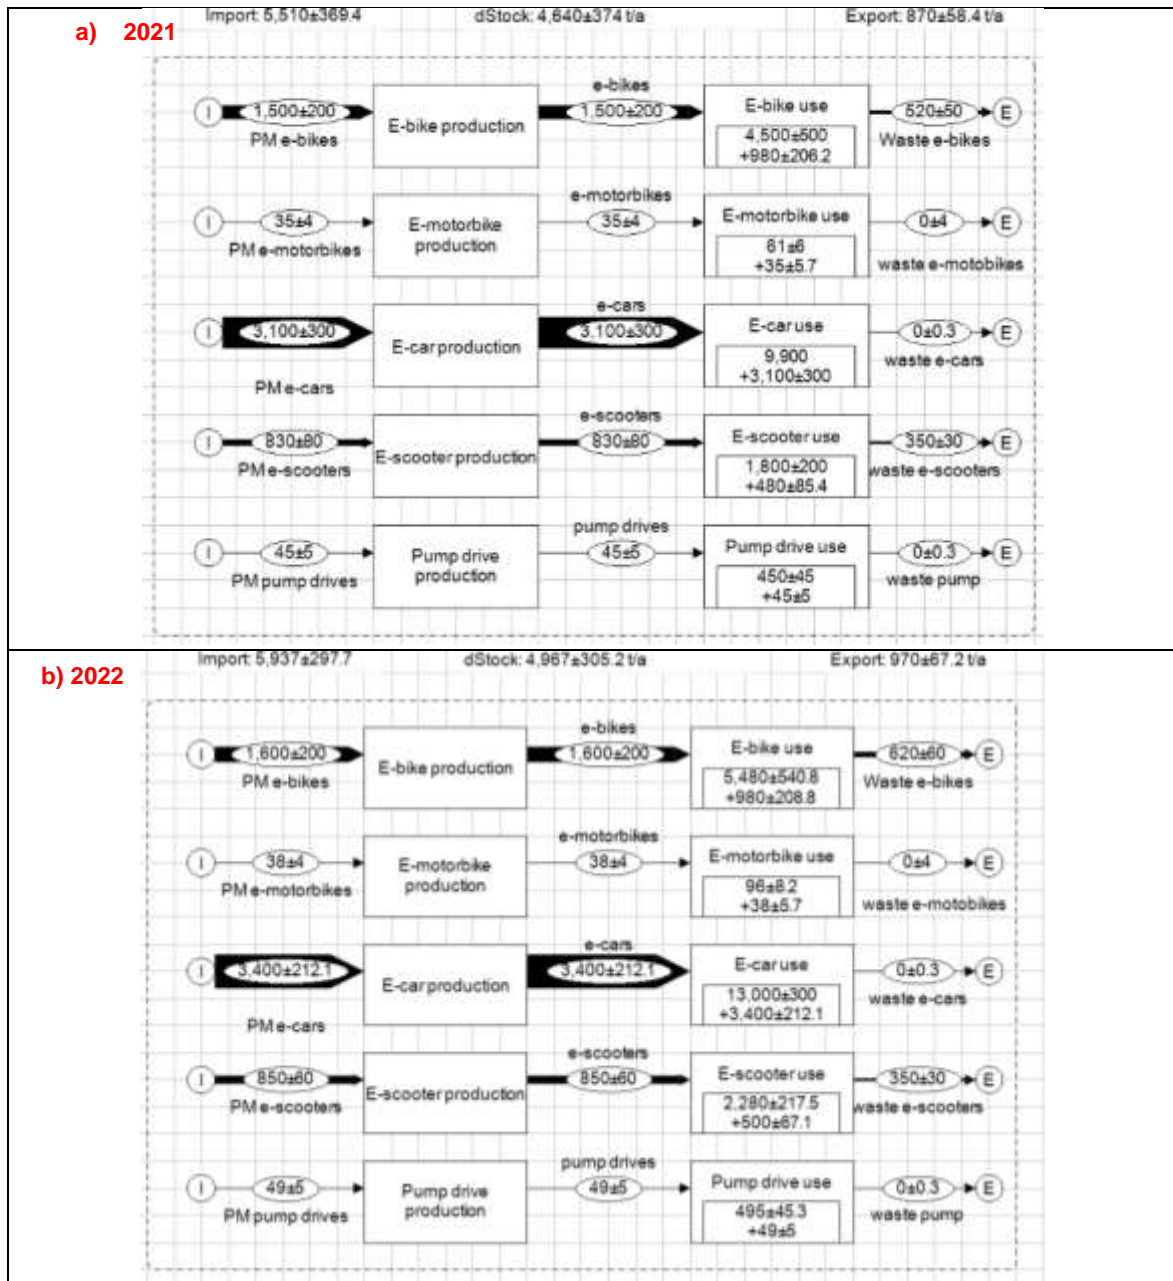 Import: 5,510±369.4 dStock: 4,640±374 t/a Export: 870±58.4 t/a
a) 2021
e-bikes
I 1,500±200 E-bike production 1,500±200 E-bike use 520±50 E
PM e-bikes 4,500±500 Waste e-bikes
+980±206.2
e-motorbikes
I 35±4 E-motorbike production 35±4 E-motorbike use 0±4 E
PM e-motorbikes 61±6 waste e-motobikes
+35±5.7
e-cars
I 3,100±300 E-car production 3,100±300 E-car use 0±0.3 E
9,900 waste e-cars
PM e-cars +3,100±300
e-scooters
I 830±80 E-scooter production 830±80 E-scooter use 350±30 E
PM e-scooters 1,800±200 waste e-scooters
+480±85.4
pump drives
I 45±5 Pump drive production 45±5 Pump drive use 0±0.3 E
PM pump drives 450±45 waste pump
+45±5
Import: 5,937±297.7 dStock: 4,967±305.2 t/a Export: 970±67.2 t/a
b) 2022
e-bikes
I 1,600±200 E-bike production 1,600±200 E-bike use 620±60 E
PM e-bikes 5,480±540.8 Waste e-bikes
+980±208.8
e-motorbikes
I 38±4 E-motorbike production 38±4 E-motorbike use 0±4 E
PM e-motorbikes 96±8.2 waste e-motobikes
+38±5.7
e-cars
I 3,400±212.1 E-car production 3,400±212.1 E-car use 0±0.3 E
13,000±300 waste e-cars
PM e-cars +3,400±212.1
e-scooters
I 850±60 E-scooter production 850±60 E-scooter use 350±30 E
PM e-scooters 2,280±217.5 waste e-scooters
+500±67.1
pump drives
I 49±5 Pump drive production 49±5 Pump drive use 0±0.3 E
PM pump drives 495±45.3 waste pump
+49±5